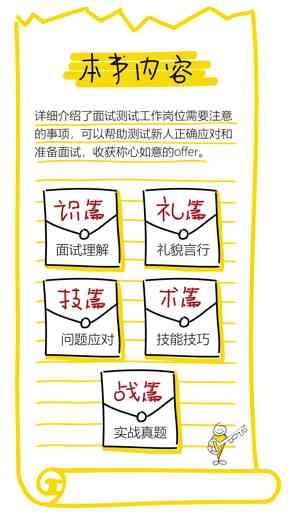 本书内容
详细介绍了面试测试工作岗位需要注意
的事项，可以帮助测试新人正确应对和
准备面试，收获称心如意的offer。
识篇 礼篇
面试理解 礼貌言行
技篇 术篇
问题应对 技能技巧
战篇
实战真题